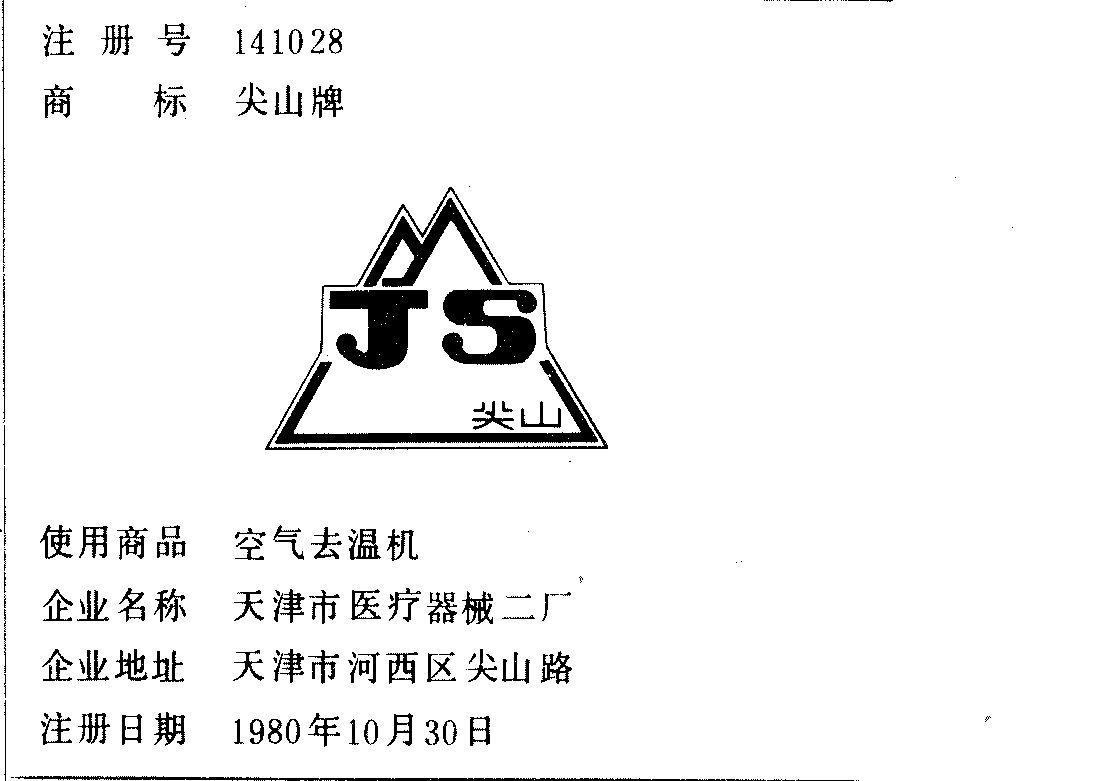 注册号 141028
商标 尖山牌
JS
尖山
使用商品 空气去温机
企业名称 天津市医疗器械二厂
企业地址 天津市河西区尖山路
注册日期 1980年10月30日